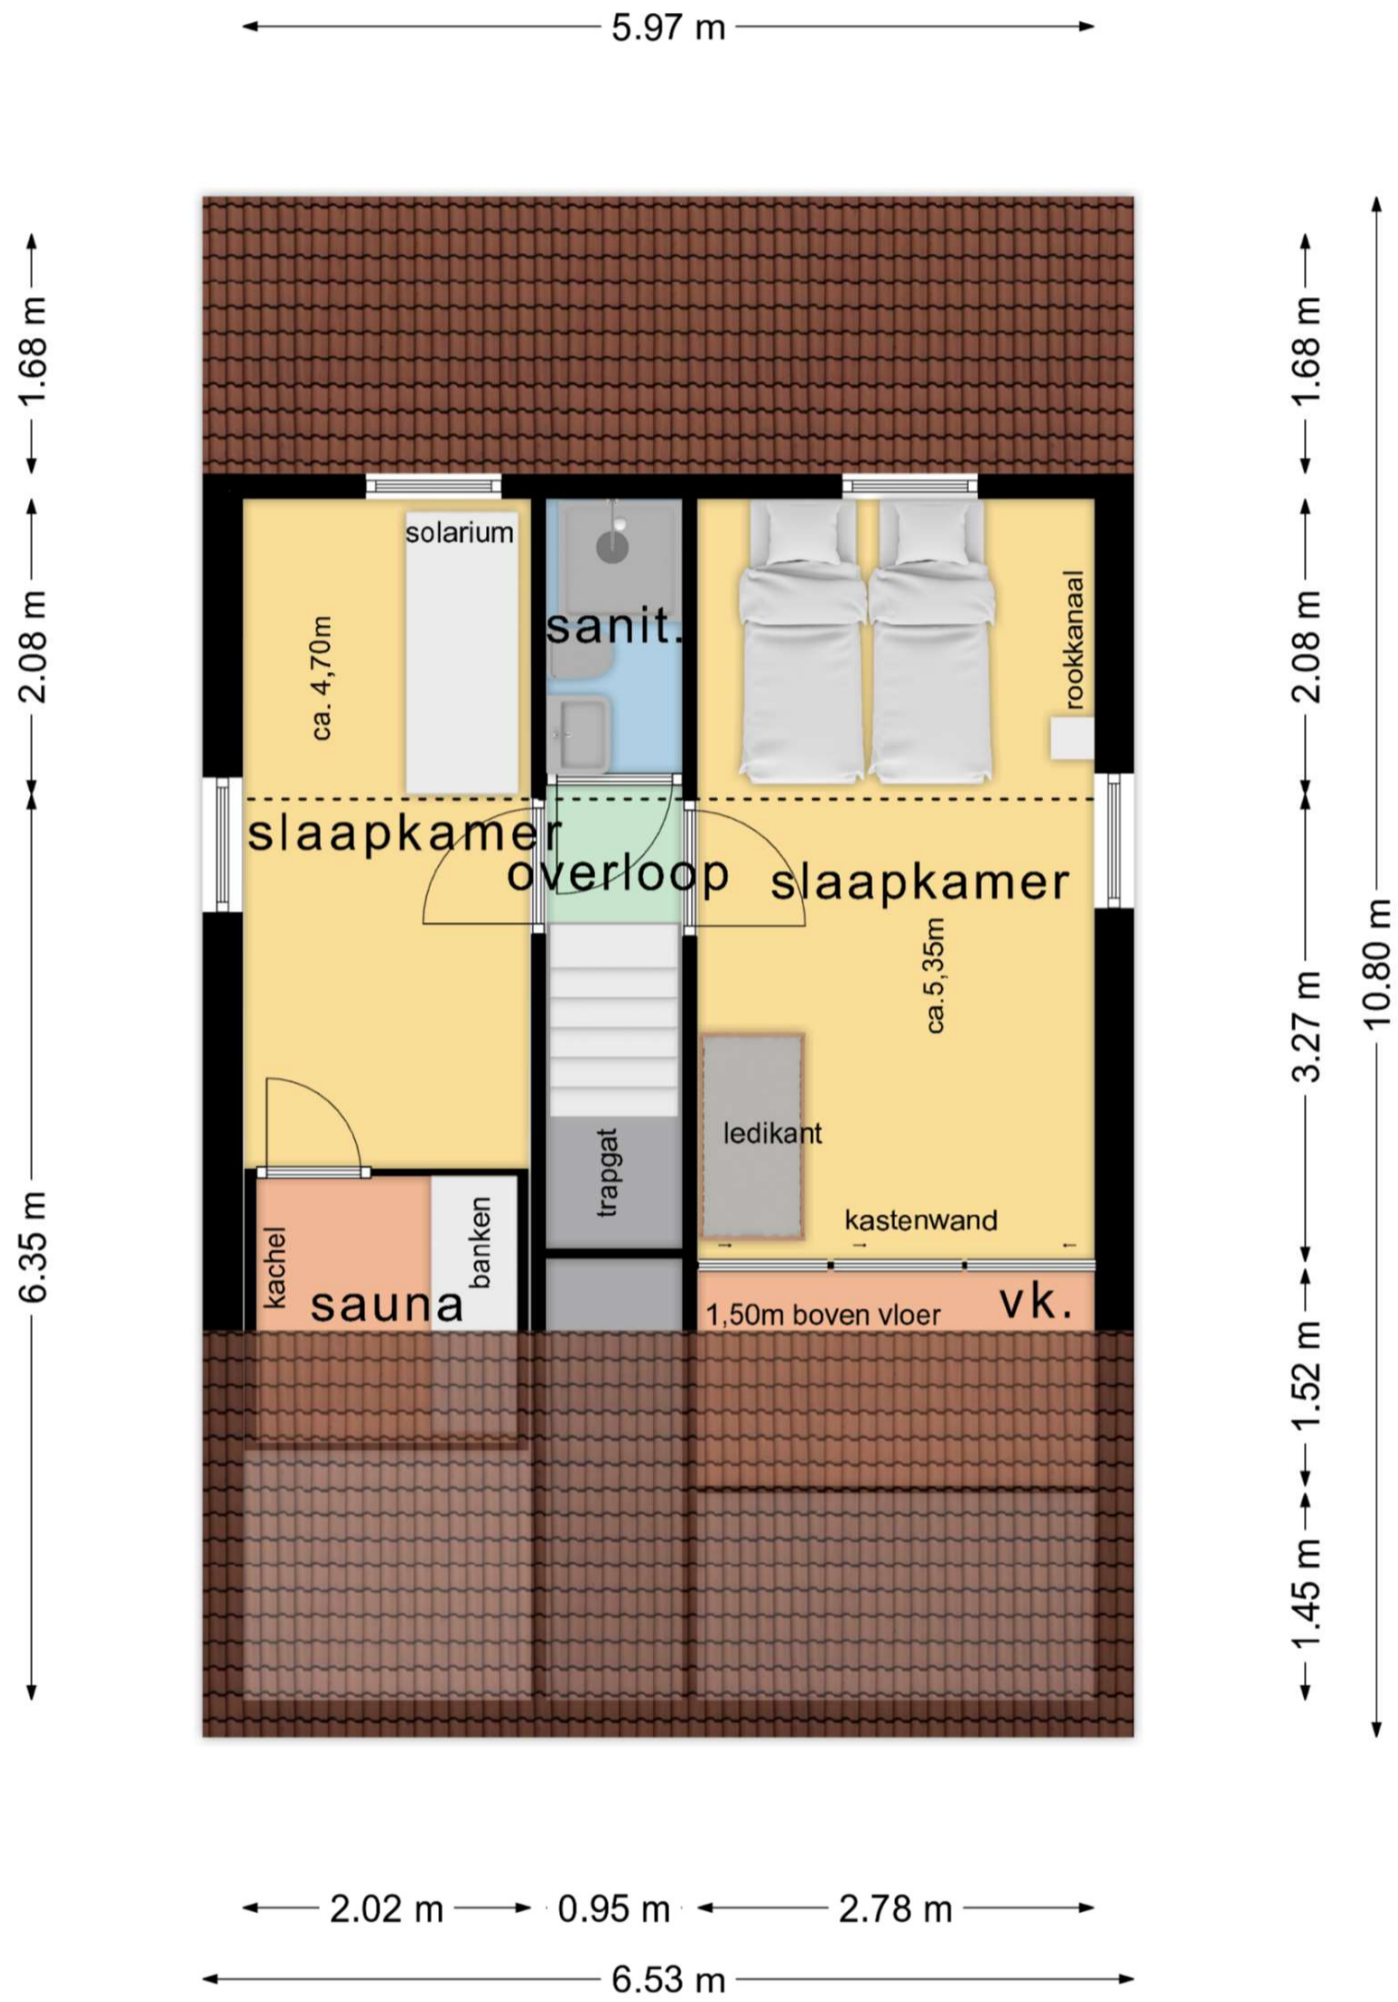 5.97 m
1.68 m
1.68 m
solarium
sanit.
rookkanaal
2.08 m
ca. 4,70m
2.08 m
slaapkamer
overloop
slaapkamer
ca.5,35m
10.80 m
3.27 m
ledikant
trapgat
kastenwand
6.35 m
kachel
banken
sauna
1,50m boven vloer
vk.
1.52 m
1.45 m
2.02 m
0.95 m
2.78 m
6.53 m